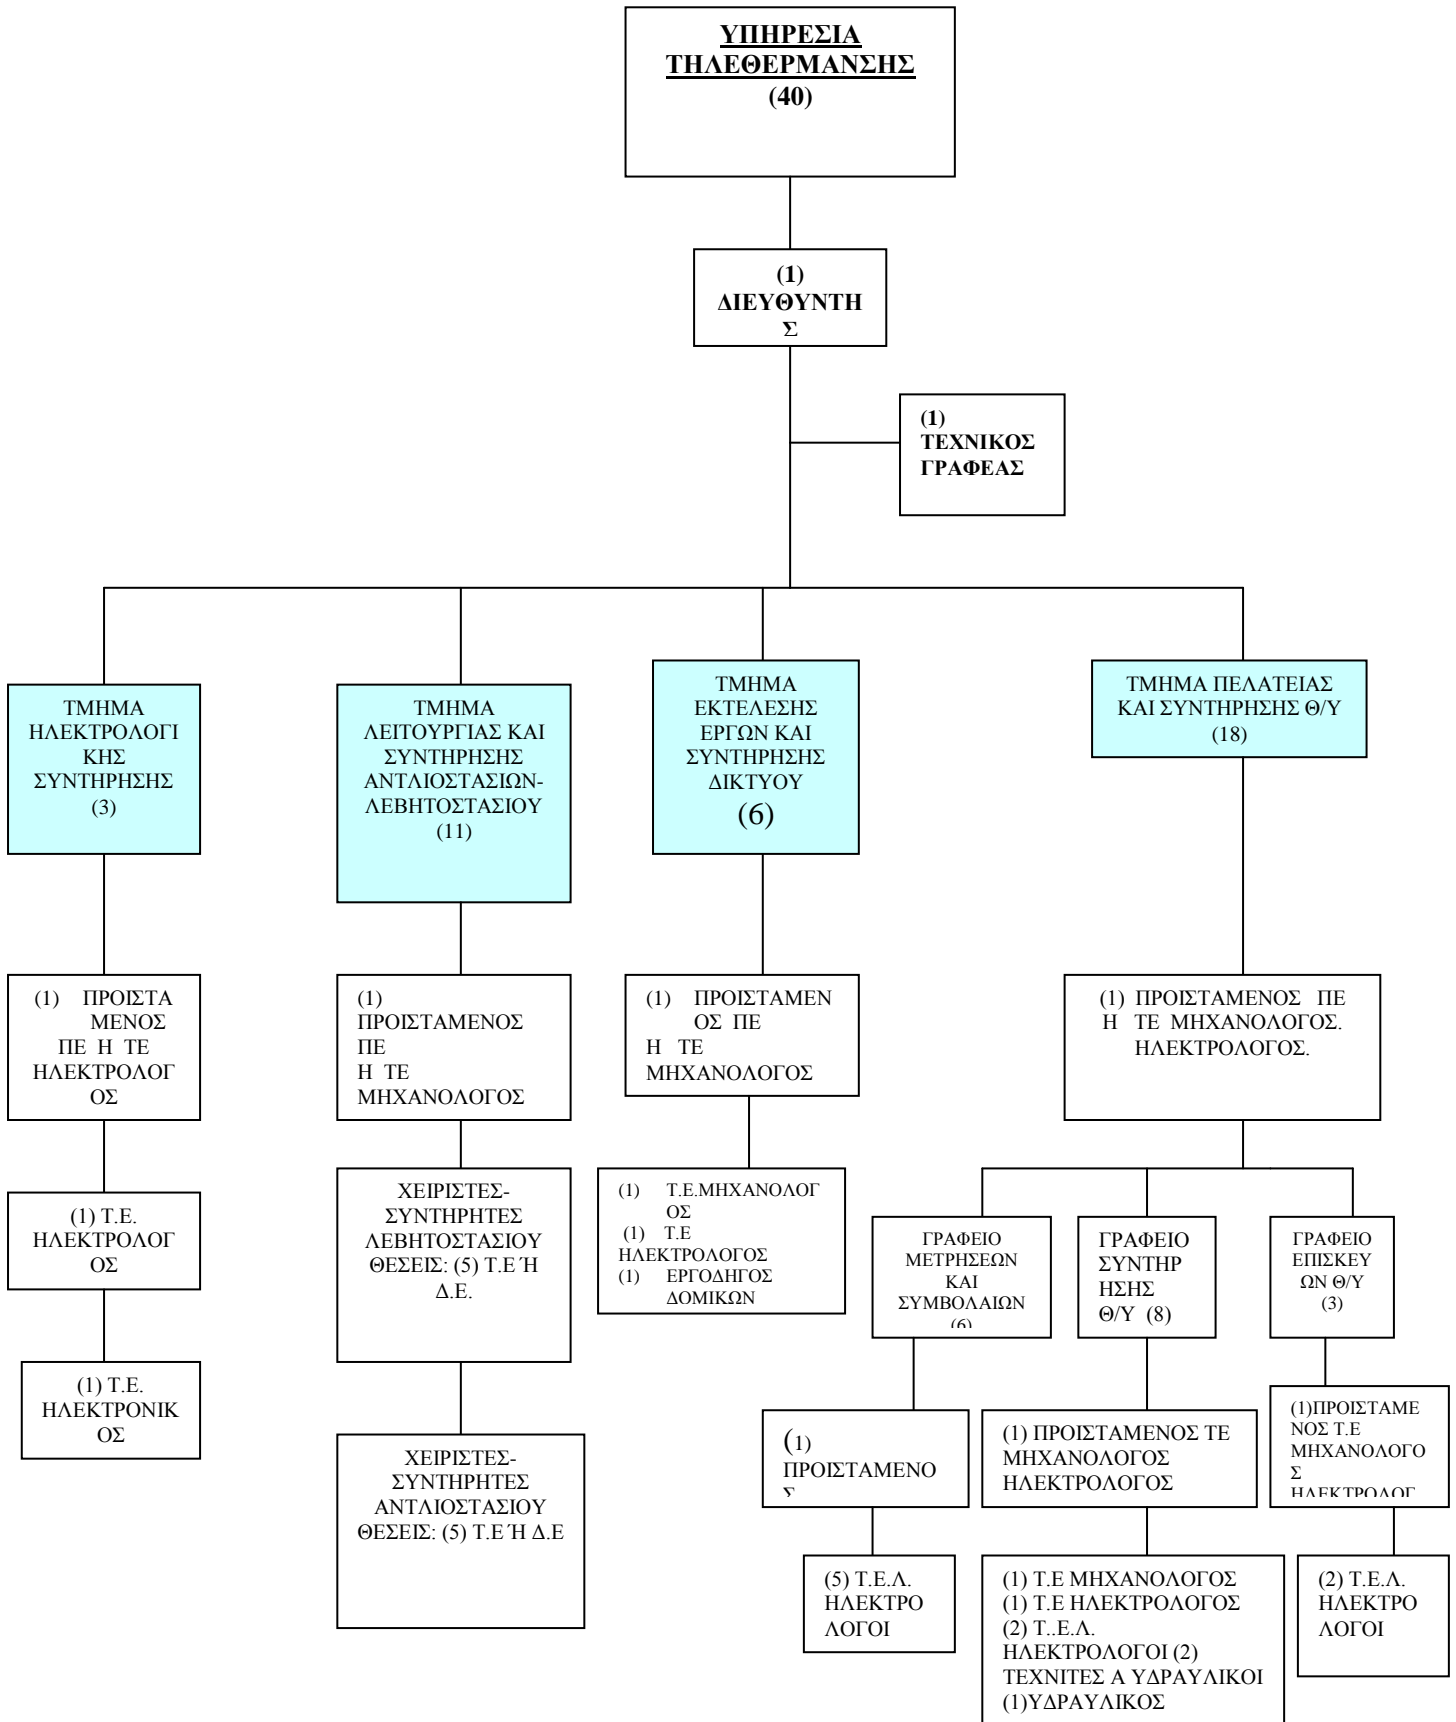 ΥΠΗΡΕΣΙΑ
ΤΗΛΕΘΕΡΜΑΝΣΗΣ
(40)
(1)
ΔΙΕΥΘΥΝΤΗ
Σ
(1)
ΤΕΧΝΙΚΟΣ
ΓΡΑΦΕΑΣ
ΤΜΗΜΑ
ΗΛΕΚΤΡΟΛΟΓΙ
ΚΗΣ
ΣΥΝΤΗΡΗΣΗΣ
(3)
ΤΜΗΜΑ
ΛΕΙΤΟΥΡΓΙΑΣ ΚΑΙ
ΣΥΝΤΗΡΗΣΗΣ
ΑΝΤΛΙΟΣΤΑΣΙΩΝ-
ΛΕΒΗΤΟΣΤΑΣΙΟΥ
(11)
ΤΜΗΜΑ
ΕΚΤΕΛΕΣΗΣ
ΕΡΓΩΝ ΚΑΙ
ΣΥΝΤΗΡΗΣΗΣ
ΔΙΚΤΥΟΥ
(6)
ΤΜΗΜΑ ΠΕΛΑΤΕΙΑΣ
ΚΑΙ ΣΥΝΤΗΡΗΣΗΣ Θ/Υ
(18)
(1) ΠΡΟΙΣΤΑ
ΜΕΝΟΣ
ΠΕ Η ΤΕ
ΗΛΕΚΤΡΟΛΟΓ
ΟΣ
(1)
ΠΡΟΙΣΤΑΜΕΝΟΣ
ΠΕ
Η ΤΕ
ΜΗΧΑΝΟΛΟΓΟΣ
(1) ΠΡΟΙΣΤΑΜΕΝ
ΟΣ ΠΕ
Η ΤΕ
ΜΗΧΑΝΟΛΟΓΟΣ
(1) ΠΡΟΙΣΤΑΜΕΝΟΣ ΠΕ
Η ΤΕ ΜΗΧΑΝΟΛΟΓΟΣ.
ΗΛΕΚΤΡΟΛΟΓΟΣ.
(1) Τ.Ε.
ΗΛΕΚΤΡΟΛΟΓ
ΟΣ
ΧΕΙΡΙΣΤΕΣ-
ΣΥΝΤΗΡΗΤΕΣ
ΛΕΒΗΤΟΣΤΑΣΙΟΥ
ΘΕΣΕΙΣ: (5) Τ.Ε Ή
Δ.Ε.
(1) Τ.Ε.ΜΗΧΑΝΟΛΟΓ
ΟΣ
(1) Τ.Ε
ΗΛΕΚΤΡΟΛΟΓΟΣ
(1) ΕΡΓΟΔΗΓΟΣ
ΔΟΜΙΚΩΝ
ΓΡΑΦΕΙΟ
ΜΕΤΡΗΣΕΩΝ
ΚΑΙ
ΣΥΜΒΟΛΑΙΩΝ
(6)
ΓΡΑΦΕΙΟ
ΣΥΝΤΗΡ
ΗΣΗΣ
Θ/Υ (8)
ΓΡΑΦΕΙΟ
ΕΠΙΣΚΕΥ
ΩΝ Θ/Υ
(3)
(1) Τ.Ε.
ΗΛΕΚΤΡΟΝΙΚ
ΟΣ
ΧΕΙΡΙΣΤΕΣ-
ΣΥΝΤΗΡΗΤΕΣ
ΑΝΤΛΙΟΣΤΑΣΙΟΥ
ΘΕΣΕΙΣ: (5) Τ.Ε Ή Δ.Ε
(1)
ΠΡΟΙΣΤΑΜΕΝΟ
Σ
(1) ΠΡΟΙΣΤΑΜΕΝΟΣ ΤΕ
ΜΗΧΑΝΟΛΟΓΟΣ
ΗΛΕΚΤΡΟΛΟΓΟΣ
(1)ΠΡΟΙΣΤΑΜΕ
ΝΟΣ Τ.Ε
ΜΗΧΑΝΟΛΟΓΟ
Σ
ΗΛΕΚΤΡΟΛΟΓ
(5) Τ.Ε.Λ.
ΗΛΕΚΤΡΟ
ΛΟΓΟΙ
(1) Τ.Ε ΜΗΧΑΝΟΛΟΓΟΣ
(1) Τ.Ε ΗΛΕΚΤΡΟΛΟΓΟΣ
(2) Τ..Ε.Λ.
ΗΛΕΚΤΡΟΛΟΓΟΙ (2)
ΤΕΧΝΙΤΕΣ Α ΥΔΡΑΥΛΙΚΟΙ
(1)ΥΔΡΑΥΛΙΚΟΣ
(2) Τ.Ε.Λ.
ΗΛΕΚΤΡΟ
ΛΟΓΟΙ